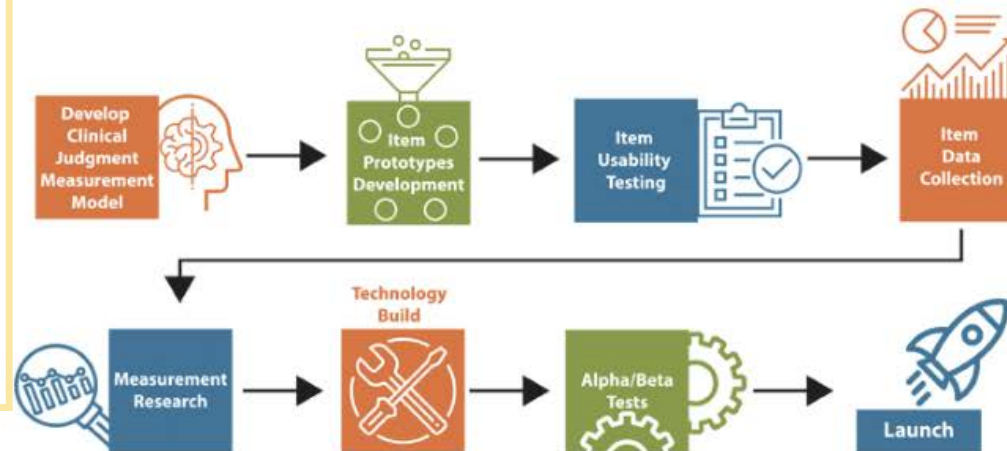 Develop
Clinical
Judgment
Measurement
Model
Item
Prototypes
Development
Item
Usability
Testing
Item
Data
Collection
Measurement
Research
Technology
Build
Alpha/Beta
Tests
Launch